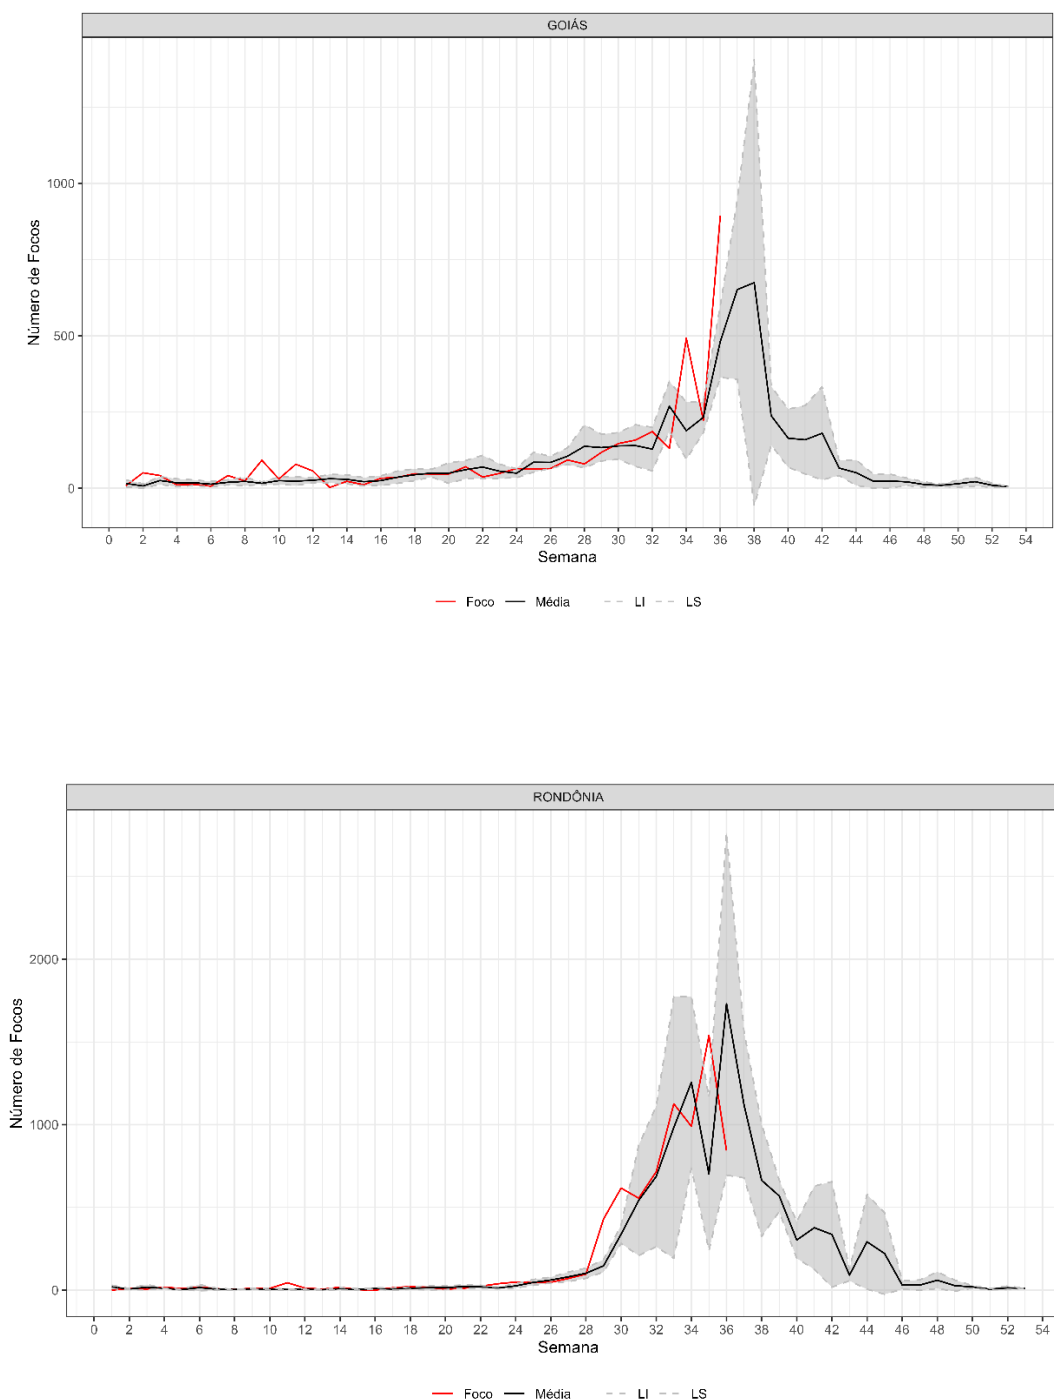 GOIÁS
1000
500
0
Número de Focos
0 2 4 6 8 10 12 14 16 18 20 22 24 26 28 30 32 34 36 38 40 42 44 46 48 50 52 54
Semana
Foco Média LI LS
RONDÔNIA
2000
1000
0
Número de Focos
0 2 4 6 8 10 12 14 16 18 20 22 24 26 28 30 32 34 36 38 40 42 44 46 48 50 52 54
Semana
Foco Média LI LS